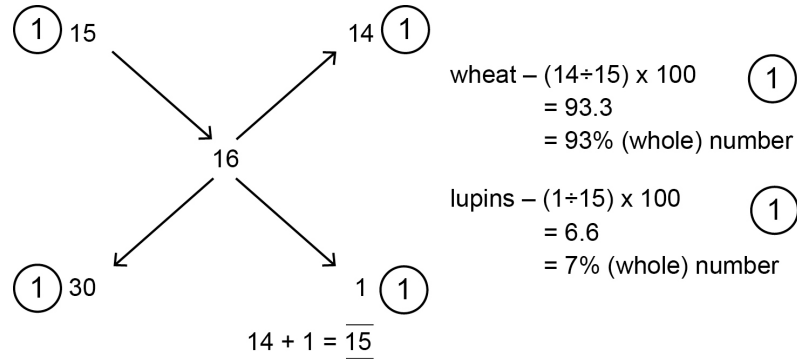 1 15
14 1
16
1 30
1 1
14 + 1 = 15
wheat – (14÷15) x 100 1
= 93.3
= 93% (whole) number
lupins – (1÷15) x 100 1
= 6.6
= 7% (whole) number